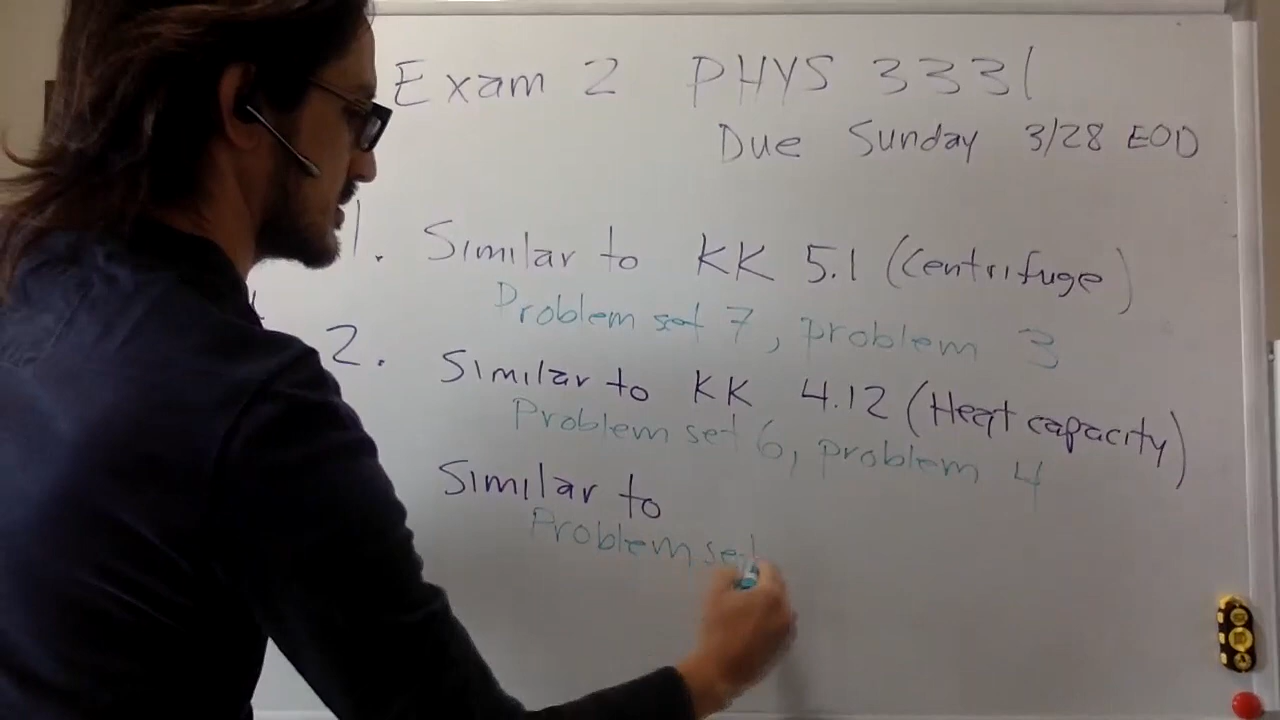 Exam 2 PHYS 3331
Due Sunday 3/28 EOD
1. Similar to KK 5.1 (Centrifuge)
Problem set 7, problem 3
2. Similar to KK 4.12 (Heat capacity)
Problem set 6, problem 4
Similar to
Problem set